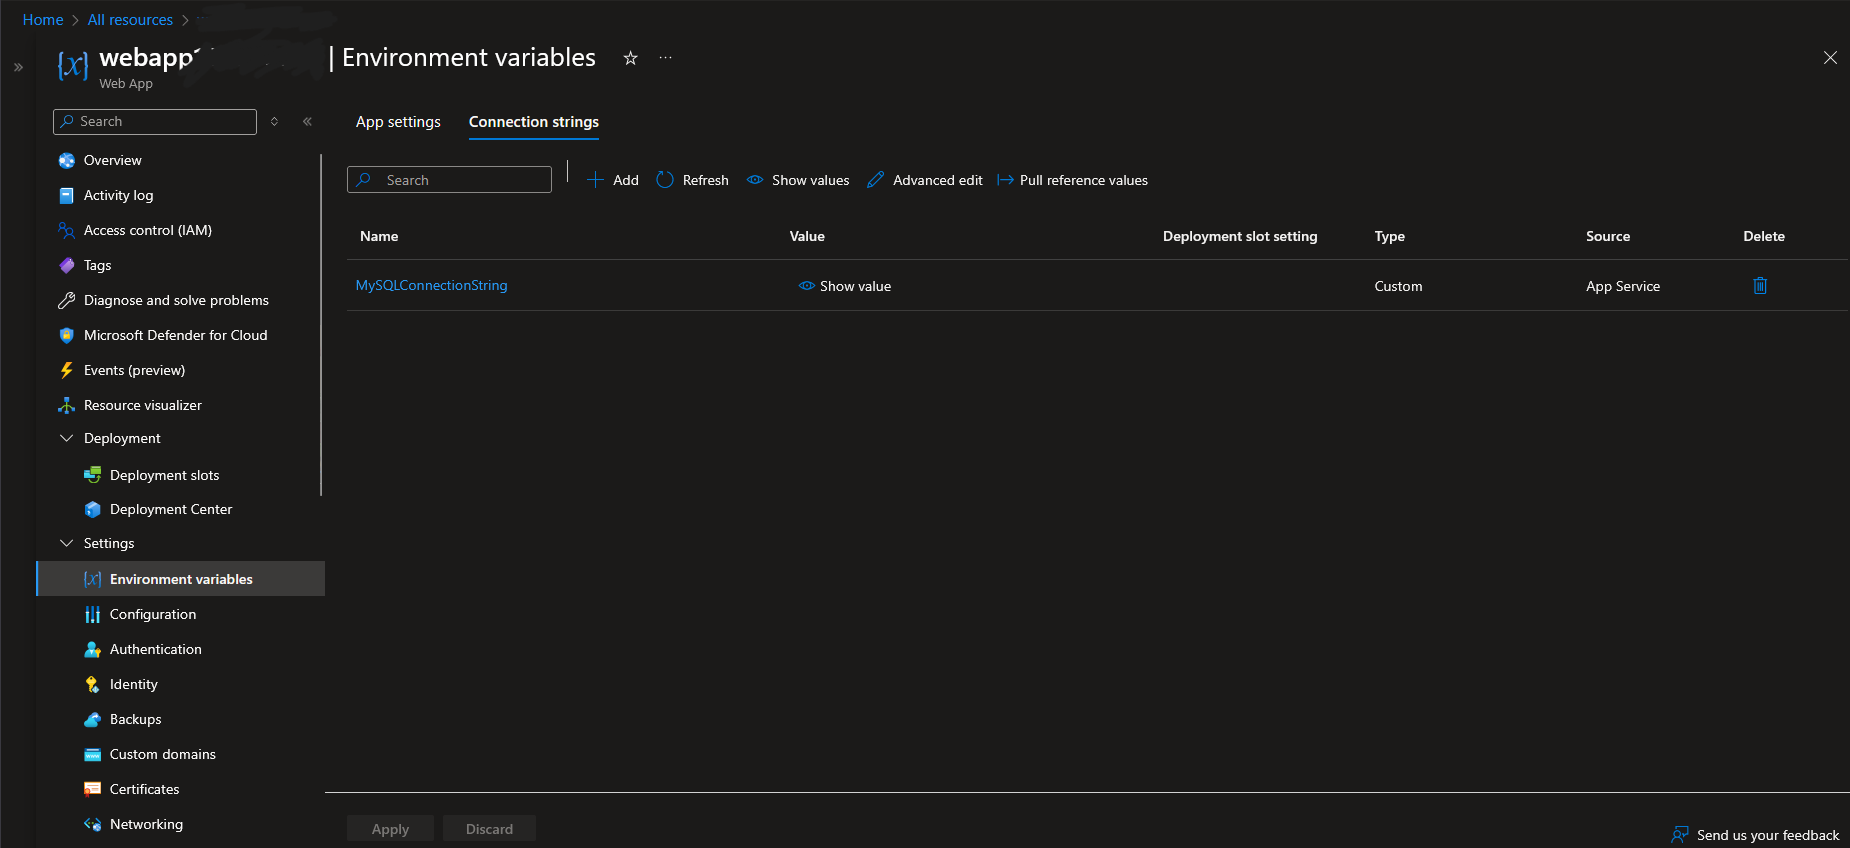 Home > All resources >
webapp | Environment variables
Web App
Search
Overview
Activity log
Access control (IAM)
Tags
Diagnose and solve problems
Microsoft Defender for Cloud
Events (preview)
Resource visualizer
Deployment
Deployment slots
Deployment Center
Settings
Environment variables
Configuration
Authentication
Identity
Backups
Custom domains
Certificates
Networking
App settings Connection strings
Search Add Refresh Show values Advanced edit Pull reference values
Name Value Deployment slot setting Type Source Delete
MySQLConnectionString Show value Custom App Service
Apply Discard
Send us your feedback